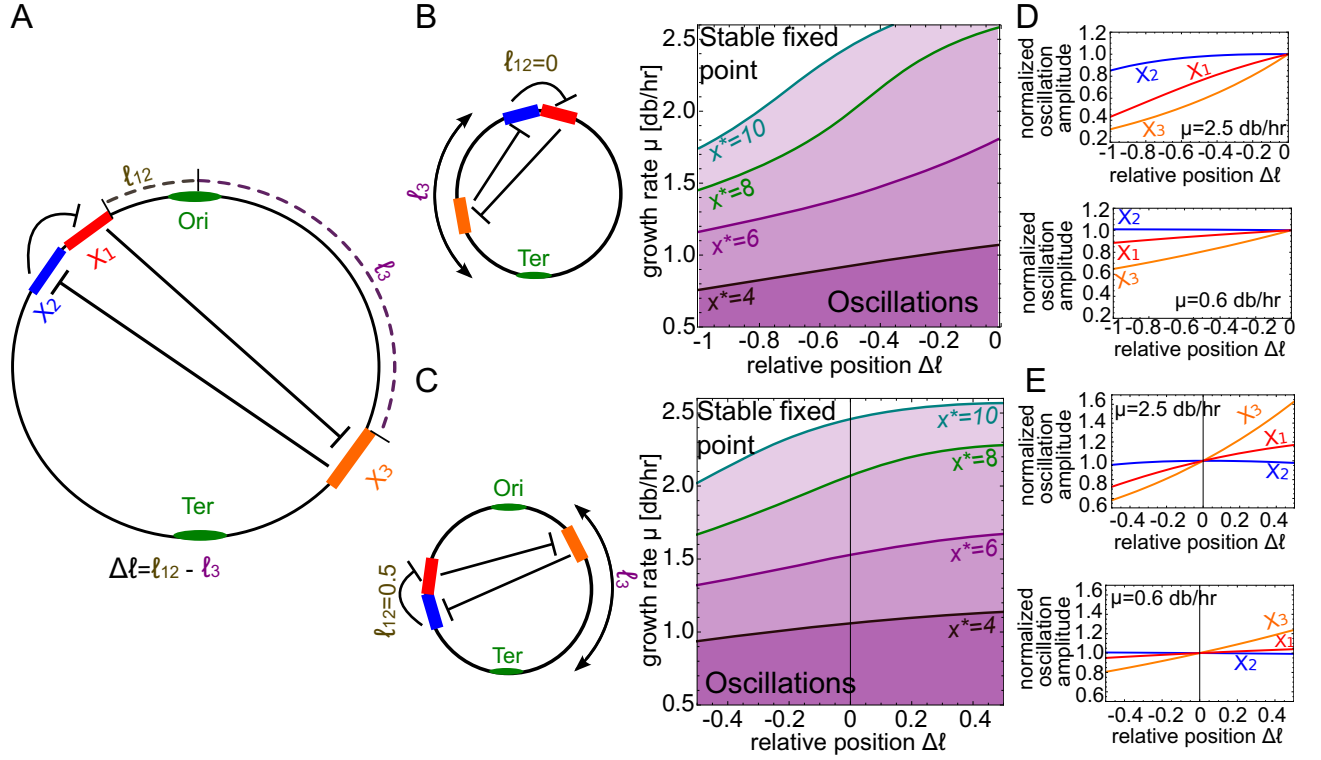 A
ℓ12
Ori
X1
X2
ℓ3
X3
Ter
Δℓ=ℓ12 - ℓ3
B
ℓ12=0
ℓ3
Ter
growth rate μ [db/hr]
2.5
2.0
1.5
1.0
0.5
Stable fixed
point
x*=10
x*=8
x*=6
x*=4
Oscillations
-1 -0.8 -0.6 -0.4 -0.2 0
relative position Δℓ
C
Ori
ℓ12=0.5
ℓ3
Ter
growth rate μ [db/hr]
2.5
2.0
1.5
1.0
0.5
Stable fixed
point
x*=10
x*=8
x*=6
x*=4
Oscillations
-0.4 -0.2 0 0.2 0.4
relative position Δℓ
D
normalized
oscillation
amplitude
1.2
1.0
0.8
0.6
0.4
0.2
X2
X1
X3
μ=2.5 db/hr
-1 -0.8 -0.6 -0.4 -0.2 0
relative position Δℓ
normalized
oscillation
amplitude
1.2
1.0
0.8
0.6
0.4
0.2
X2
X1
X3
μ=0.6 db/hr
-1 -0.8 -0.6 -0.4 -0.2 0
relative position Δℓ
E
normalized
oscillation
amplitude
1.6
1.4
1.2
1.0
0.8
0.6
μ=2.5 db/hr
X3
X1
X2
-0.4 -0.2 0 0.2 0.4
relative position Δℓ
normalized
oscillation
amplitude
1.6
1.4
1.2
1.0
0.8
0.6
μ=0.6 db/hr
X3
X1
X2
-0.4 -0.2 0 0.2 0.4
relative position Δℓ